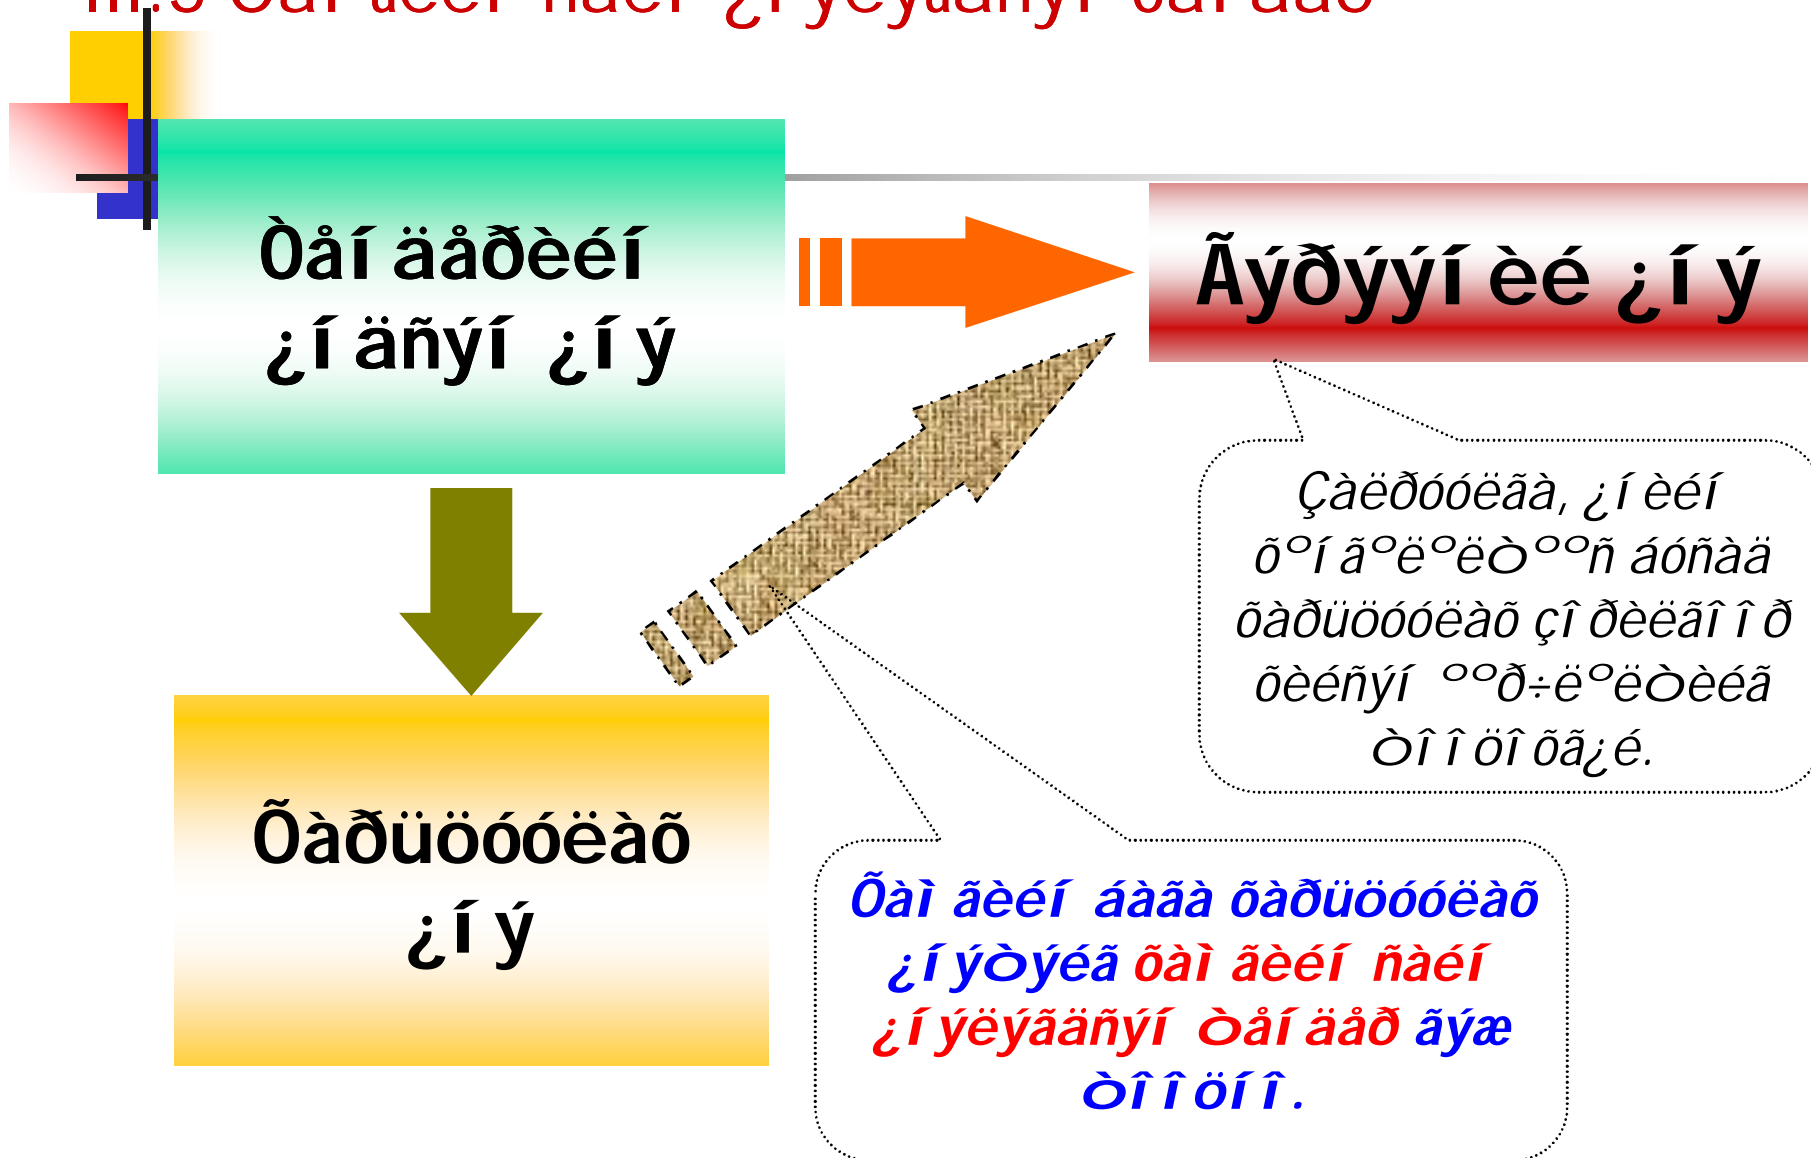 Òåí äåðèéí
¿í äñýí ¿í ý
Ãýðýýí èé ¿í ý
Çàëðóóëãà, ¿í èéí
õºí ãºëºëòººñ áóñàä
õàðüöóóëàõ çî ðèëãî î ð
õèéñýí ººð÷ëºëòèéã
òî î öî õã¿é.
Õàðüöóóëàõ
¿í ý
Õàì ãèéí áàãà õàðüöóóëàõ
¿í ýòýéã õàì ãèéí ñàéí
¿í ýëýãäñýí òåí äåð ãýæ
òî î öí î.